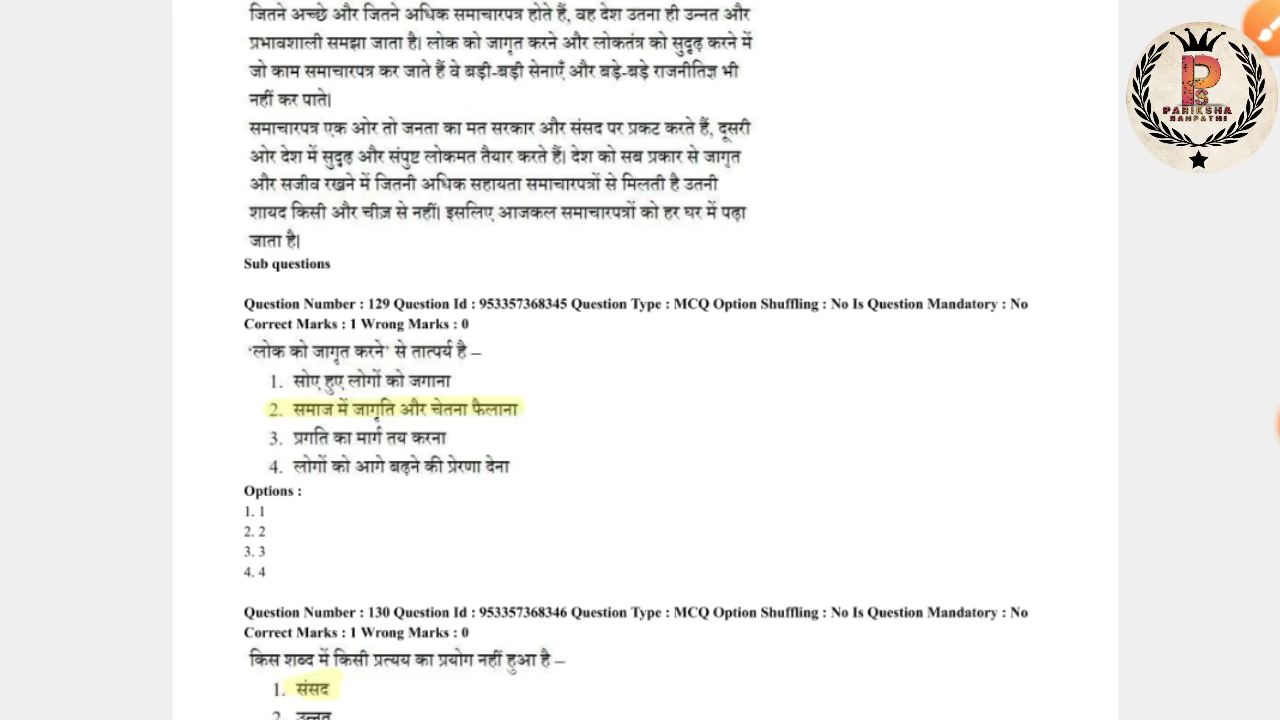 जितने अच्छे और जितने अधिक समाचारपत्र होते हैं, वह देश उतना ही उन्नत और
प्रभावशाली समझा जाता है। लोक को जागृत करने और लोकतंत्र को सुदृढ़ करने में
जो काम समाचारपत्र कर जाते हैं वे बड़ी-बड़ी सेनाएँ और बड़े-बड़े राजनीतिज्ञ भी
नहीं कर पाते।
समाचारपत्र एक ओर तो जनता का मत सरकार और संसद पर प्रकट करते हैं, दूसरी
ओर देश में सुदृढ़ और संपुष्ट लोकमत तैयार करते हैं। देश को सब प्रकार से जागृत
और सजीव रखने में जितनी अधिक सहायता समाचारपत्रों से मिलती है उतनी
शायद किसी और चीज़ से नहीं। इसलिए आजकल समाचारपत्रों को हर घर में पढ़ा
जाता है।
Sub questions
Question Number : 129 Question Id : 953357368345 Question Type : MCQ Option Shuffling : No Is Question Mandatory : No
Correct Marks : 1 Wrong Marks : 0
'लोक को जागृत करने' से तात्पर्य है –
1. सोए हुए लोगों को जगाना
2. समाज में जागृति और चेतना फैलाना
3. प्रगति का मार्ग तय करना
4. लोगों को आगे बढ़ने की प्रेरणा देना
Options :
1. 1
2. 2
3. 3
4. 4
Question Number : 130 Question Id : 953357368346 Question Type : MCQ Option Shuffling : No Is Question Mandatory : No
Correct Marks : 1 Wrong Marks : 0
किस शब्द में किसी प्रत्यय का प्रयोग नहीं हुआ है –
1. संसद
2. उन्नत
PS
PARIKSHA
SAMPATHI